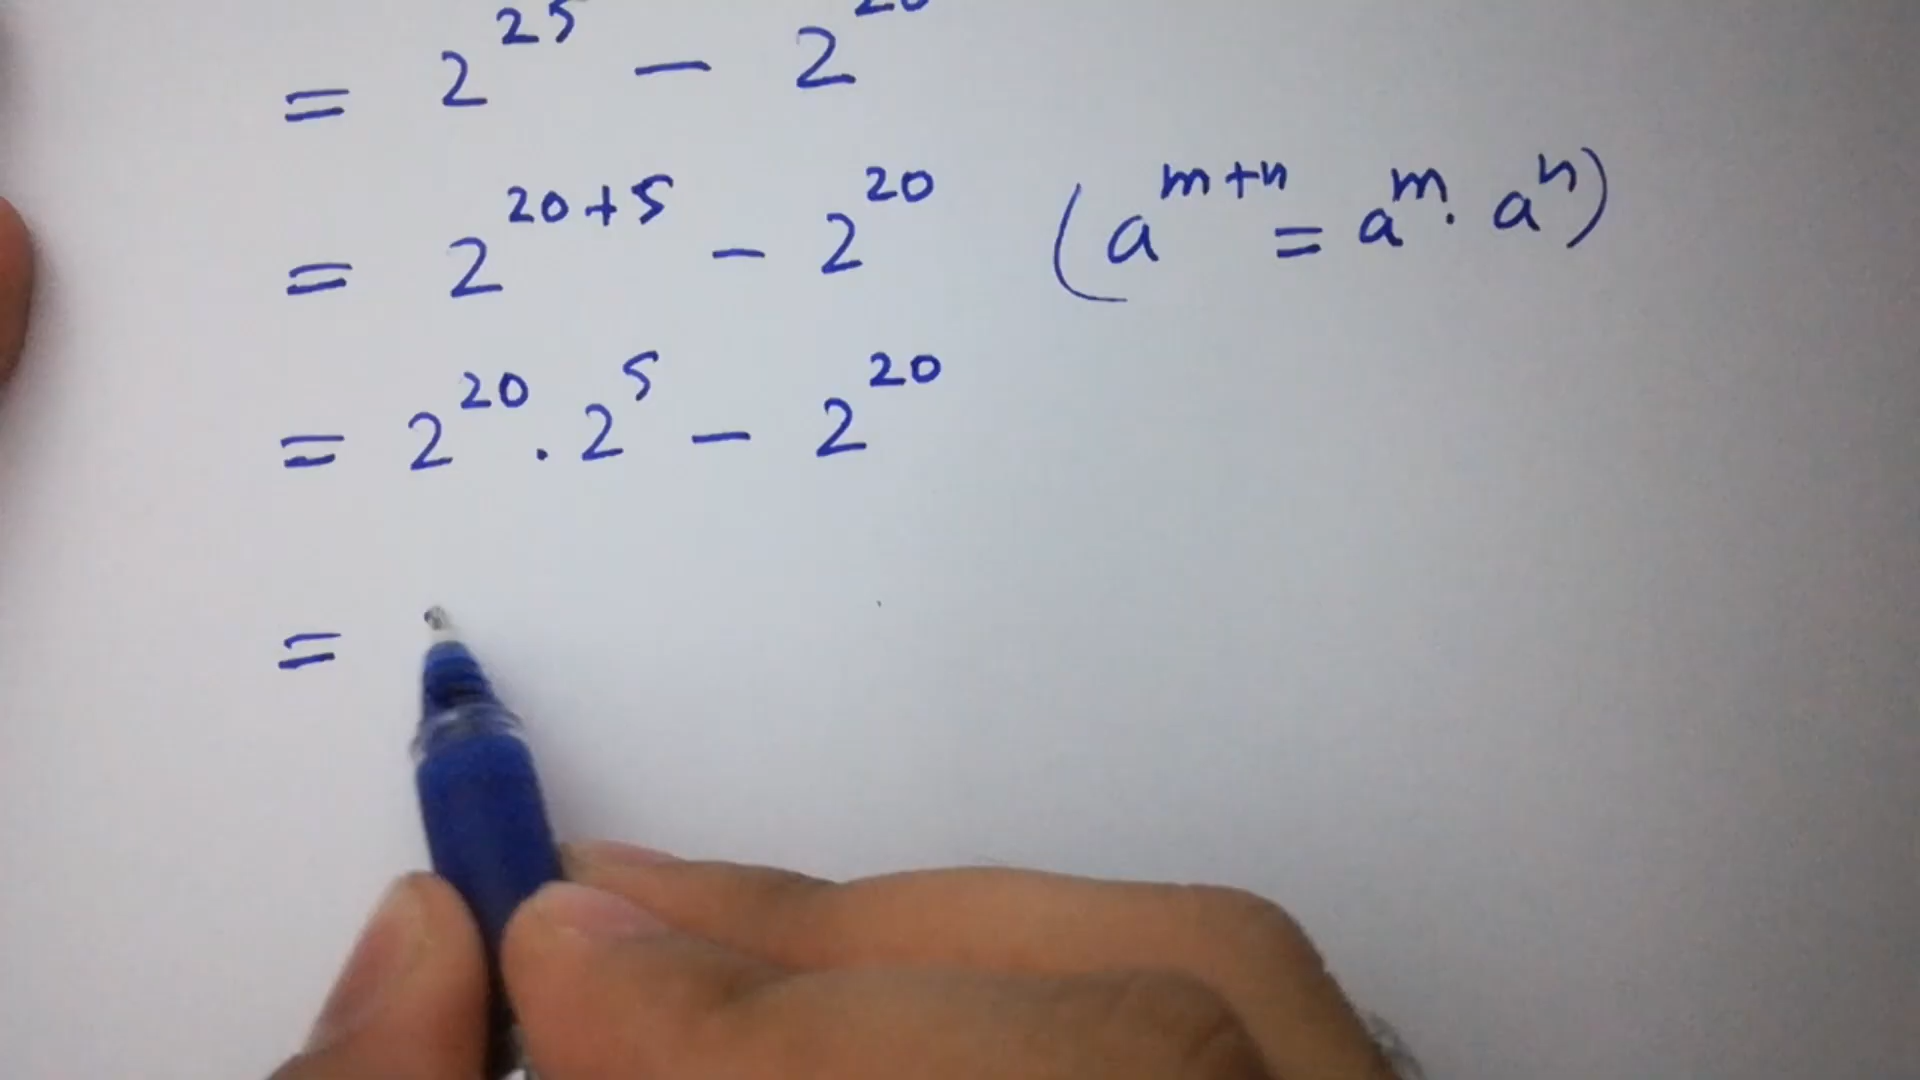 = 2^25 - 2^20
= 2^20+5 - 2^20 (a^m+n = a^m . a^n)
= 2^20 . 2^5 - 2^20
=